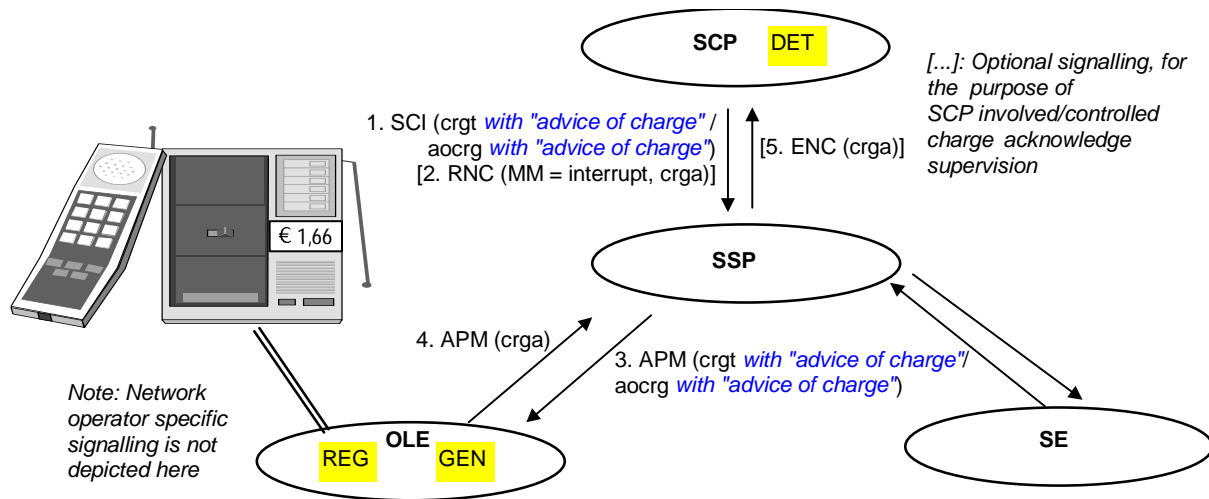 SCP DET
[...]: Optional signalling, for
the purpose of
SCP involved/controlled
charge acknowledge
supervision
1. SCI (crgt with "advice of charge" /
aocrg with "advice of charge")
[2. RNC (MM = interrupt, crga)]
[5. ENC (crga)]
€ 1,66
SSP
4. APM (crga)
3. APM (crgt with "advice of charge"/
aocrg with "advice of charge")
Note: Network
operator specific
signalling is not
depicted here
OLE
REG GEN
SE